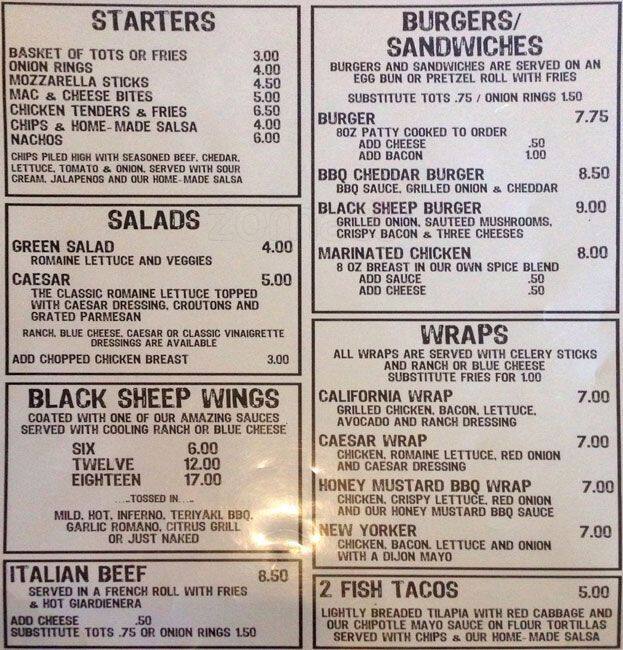 STARTERS
BASKET OF TOTS OR FRIES 3.00
ONION RINGS 4.00
MOZZARELLA STICKS 4.50
MAC & CHEESE BITES 5.00
CHICKEN TENDERS & FRIES 6.50
CHIPS & HOME-MADE SALSA 4.00
NACHOS 6.00
CHIPS PILED HIGH WITH SEASONED BEEF, CHEDAR,
LETTUCE, TOMATO & ONION, SERVED WITH SOUR
CREAM, JALAPENOS AND OUR HOME-MADE SALSA
SALADS
GREEN SALAD 4.00
ROMAINE LETTUCE AND VEGGIES
CAESAR 5.00
THE CLASSIC ROMAINE LETTUCE TOPPED
WITH CAESAR DRESSING, CROUTONS AND
GRATED PARMESAN
RANCH, BLUE CHEESE, CAESAR OR CLASSIC VINAIGRETTE
DRESSINGS ARE AVAILABLE
ADD CHOPPED CHICKEN BREAST 3.00
BLACK SHEEP WINGS
COATED WITH ONE OF OUR AMAZING SAUCES
SERVED WITH COOLING RANCH OR BLUE CHEESE
SIX 6.00
TWELVE 12.00
EIGHTEEN 17.00
.....TOSSED IN.....
MILD, HOT, INFERNO, TERIYAKI, BBQ,
GARLIC ROMANO, CITRUS GRILL
OR JUST NAKED
ITALIAN BEEF 8.50
SERVED IN A FRENCH ROLL WITH FRIES
& HOT GIARDIENERA
ADD CHEESE .50
SUBSTITUTE TOTS .75 OR ONION RINGS 1.50
BURGERS/
SANDWICHES
BURGERS AND SANDWICHES ARE SERVED ON AN
EGG BUN OR PRETZEL ROLL WITH FRIES
SUBSTITUTE TOTS .75 / ONION RINGS 1.50
BURGER 7.75
8OZ PATTY COOKED TO ORDER
ADD CHEESE .50
ADD BACON 1.00
BBQ CHEDDAR BURGER 8.50
BBQ SAUCE, GRILLED ONION & CHEDDAR
BLACK SHEEP BURGER 9.00
GRILLED ONION, SAUTEED MUSHROOMS,
CRISPY BACON & THREE CHEESES
MARINATED CHICKEN 8.00
8 OZ BREAST IN OUR OWN SPICE BLEND
ADD SAUCE .50
ADD CHEESE .50
WRAPS
ALL WRAPS ARE SERVED WITH CELERY STICKS
AND RANCH OR BLUE CHEESE
SUBSTITUTE FRIES FOR 1.00
CALIFORNIA WRAP 7.00
GRILLED CHICKEN, BACON, LETTUCE,
AVOCADO AND RANCH DRESSING
CAESAR WRAP 7.00
CHICKEN, ROMAINE LETTUCE, RED ONION
AND CAESAR DRESSING
HONEY MUSTARD BBQ WRAP 7.00
CHICKEN, CRISPY LETTUCE, RED ONION
AND OUR HONEY MUSTARD BBQ SAUCE
NEW YORKER 7.00
CHICKEN, BACON, LETTUCE AND ONION
WITH A DIJON MAYO
2 FISH TACOS 5.00
LIGHTLY BREADED TILAPIA WITH RED CABBAGE AND
OUR CHIPOTLE MAYO SAUCE ON FLOUR TORTILLAS
SERVED WITH CHIPS & OUR HOME-MADE SALSA